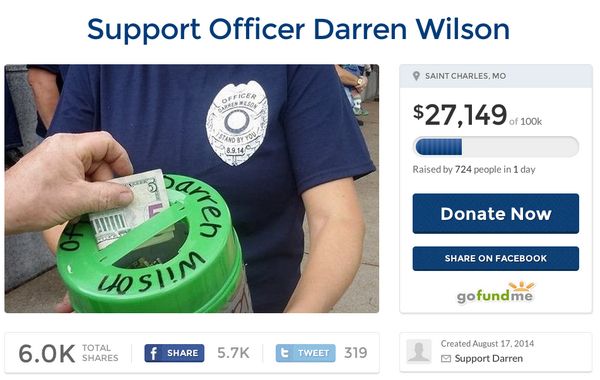 Support Officer Darren Wilson
OFFICER
DARREN WILSON
STAND BY YOU
8.9.14
5
Darren
Wilson
SAINT CHARLES, MO
$27,149 of 100k
Raised by 724 people in 1 day
Donate Now
SHARE ON FACEBOOK
gofundme
6.0K TOTAL SHARES
f SHARE 5.7K
t TWEET 319
Created August 17, 2014
Support Darren